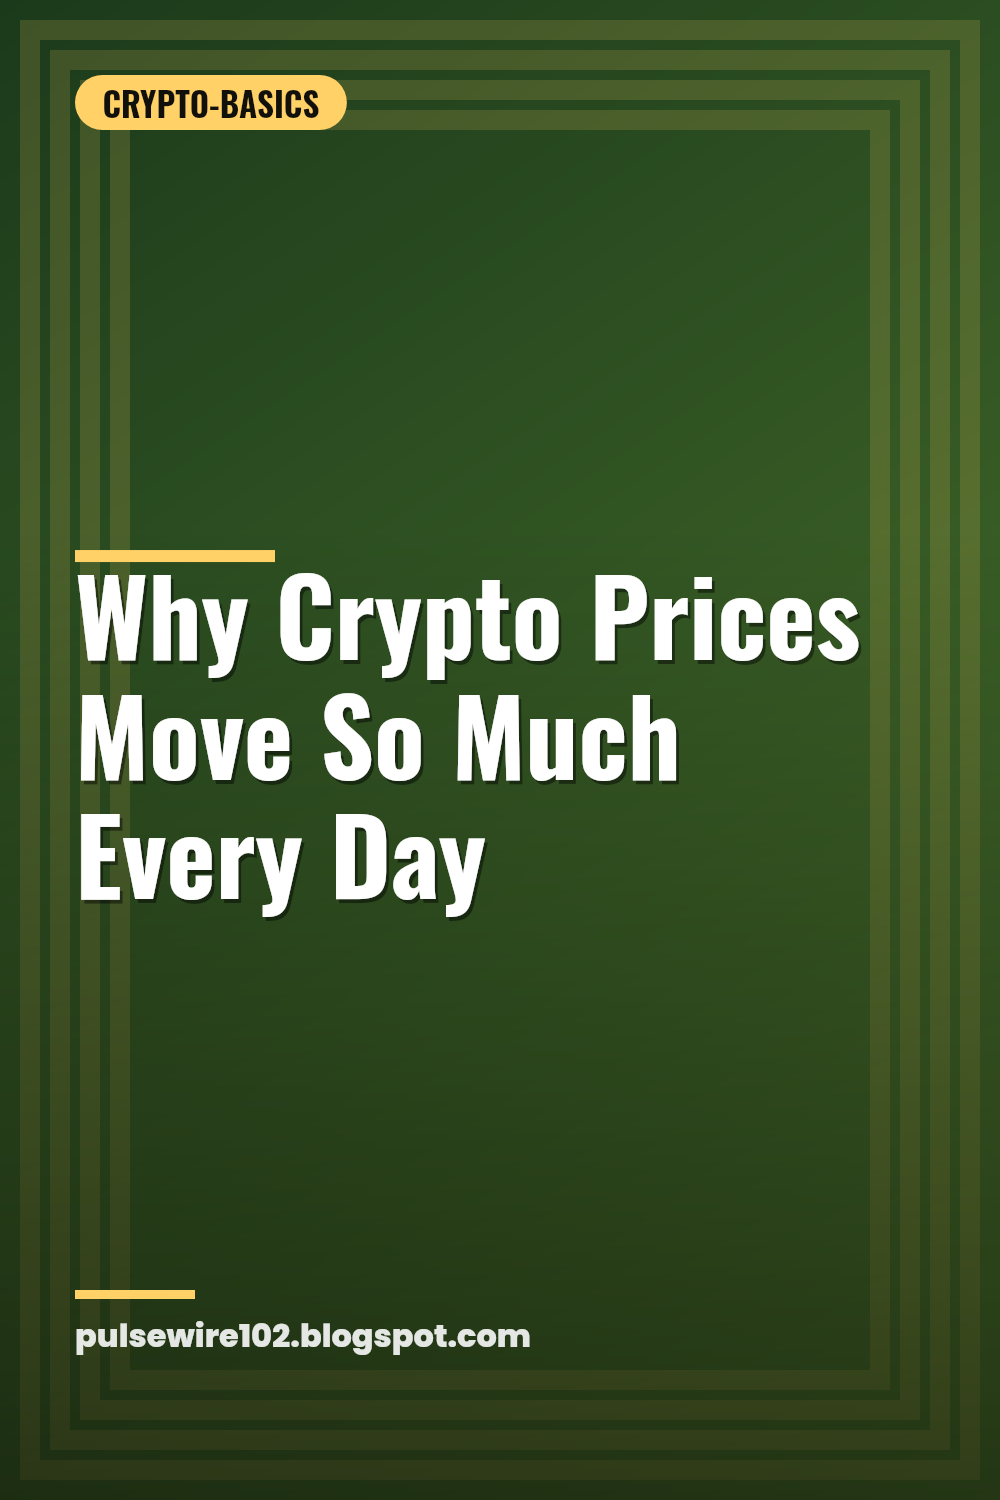 CRYPTO-BASICS
Why Crypto Prices
Move So Much
Every Day
pulsewire102.blogspot.com